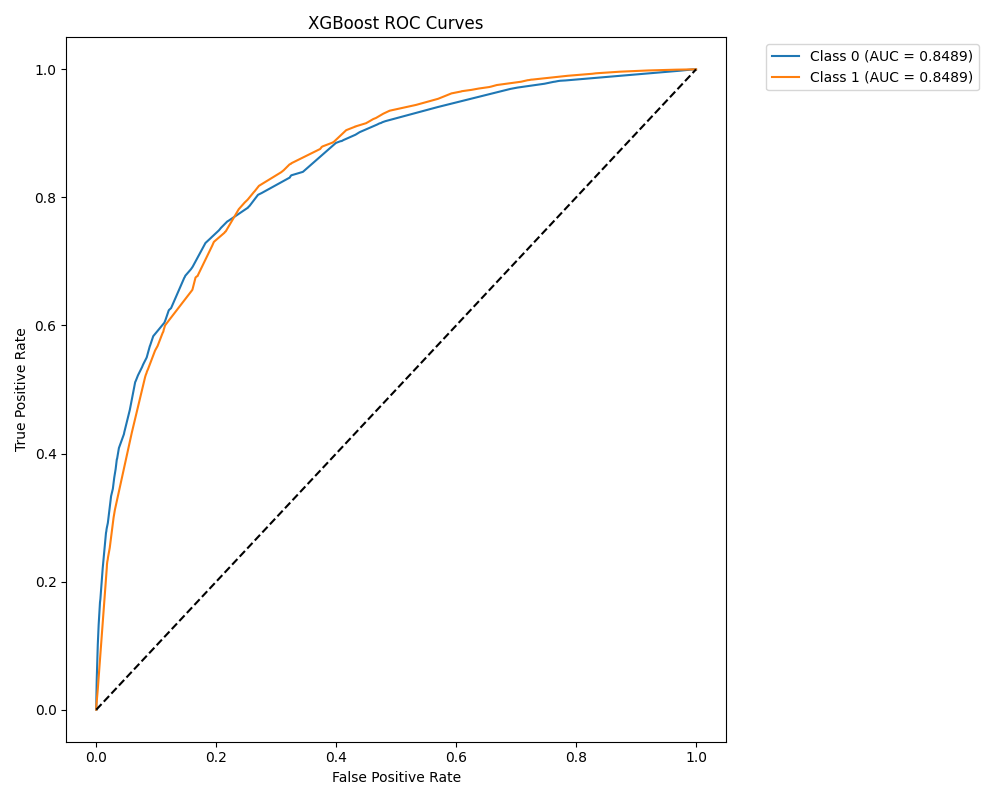 XGBoost ROC Curves
Class 0 (AUC = 0.8489)
Class 1 (AUC = 0.8489)
True Positive Rate
1.0
0.8
0.6
0.4
0.2
0.0
0.0 0.2 0.4 0.6 0.8 1.0
False Positive Rate